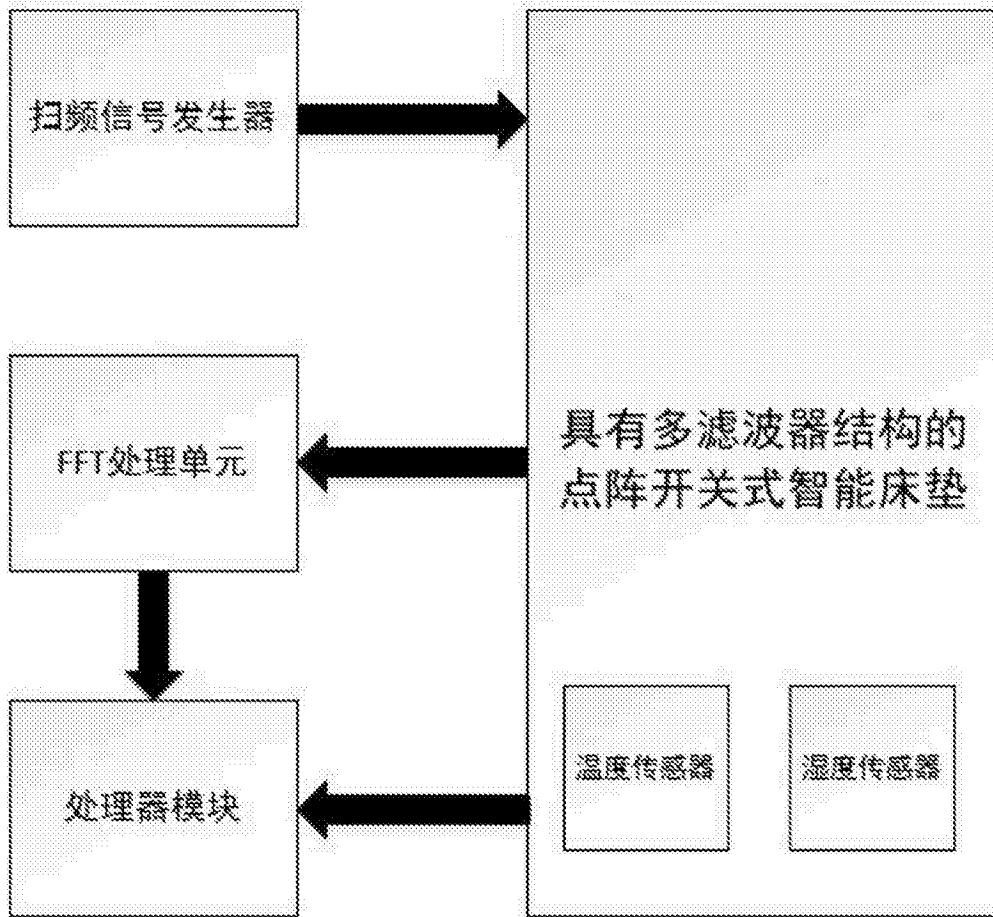 扫频信号发生器
FFT处理单元
具有多滤波器结构的
点阵开关式智能床垫
温度传感器
湿度传感器
处理器模块